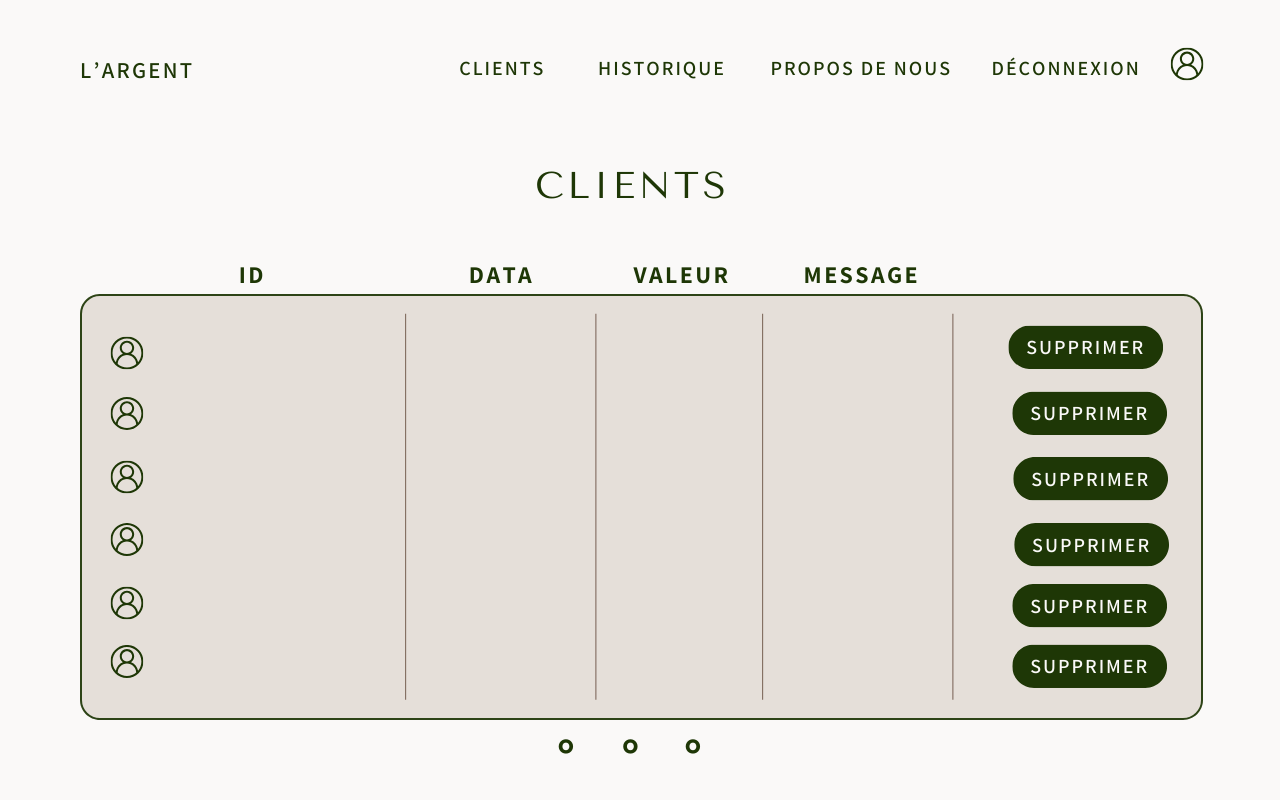 L’ARGENT
CLIENTS HISTORIQUE PROPOS DE NOUS DÉCONNEXION
CLIENTS
ID DATA VALEUR MESSAGE
SUPPRIMER
SUPPRIMER
SUPPRIMER
SUPPRIMER
SUPPRIMER
SUPPRIMER